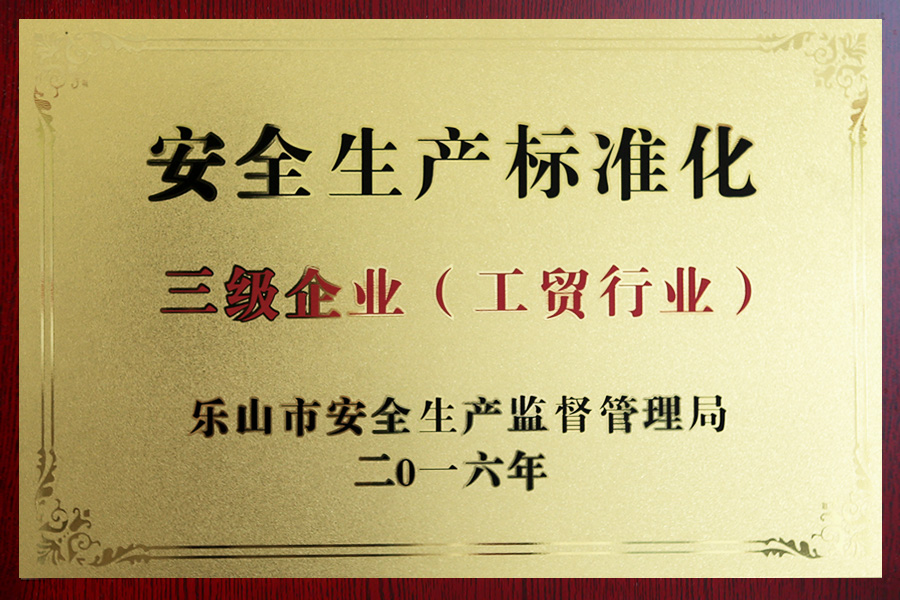 安全生产标准化
三级企业（工贸行业）
乐山市安全生产监督管理局
二0一六年